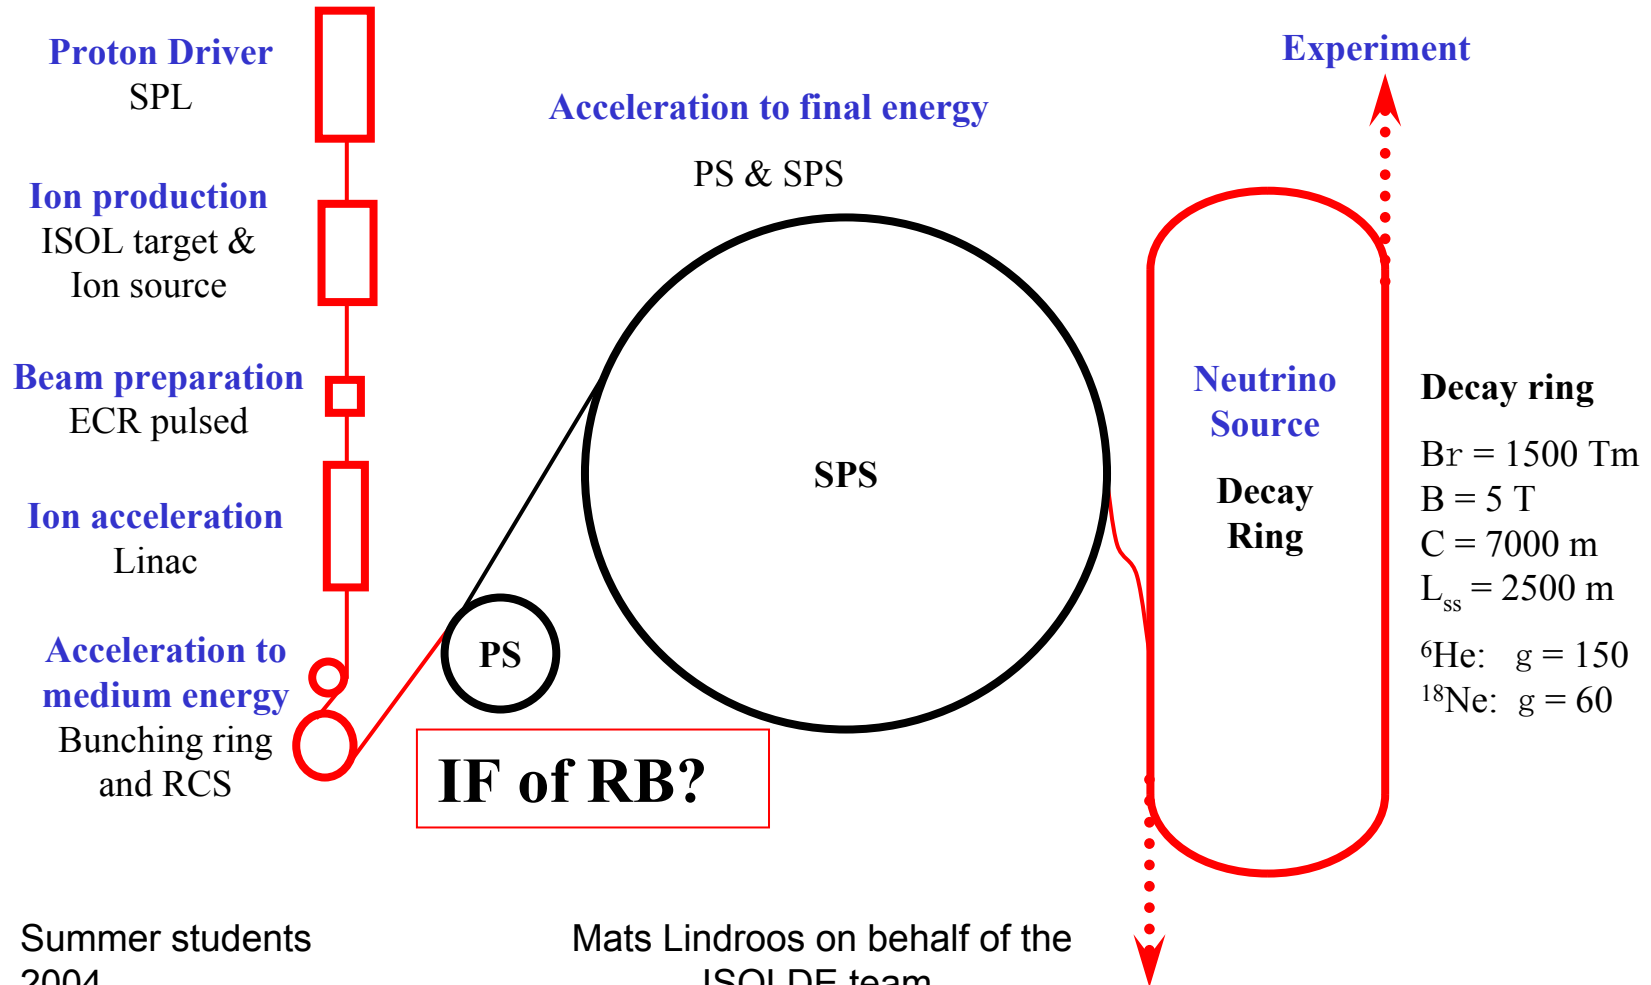 Proton Driver
SPL
Ion production
ISOL target &
Ion source
Beam preparation
ECR pulsed
Ion acceleration
Linac
Acceleration to
medium energy
Bunching ring
and RCS
Acceleration to final energy
PS & SPS
SPS
PS
IF of RB?
Experiment
Neutrino
Source
Decay
Ring
Decay ring
Br = 1500 Tm
B = 5 T
C = 7000 m
Lss = 2500 m
6He: g = 150
18Ne: g = 60
Summer students
2004
Mats Lindroos on behalf of the
ISOLDE team